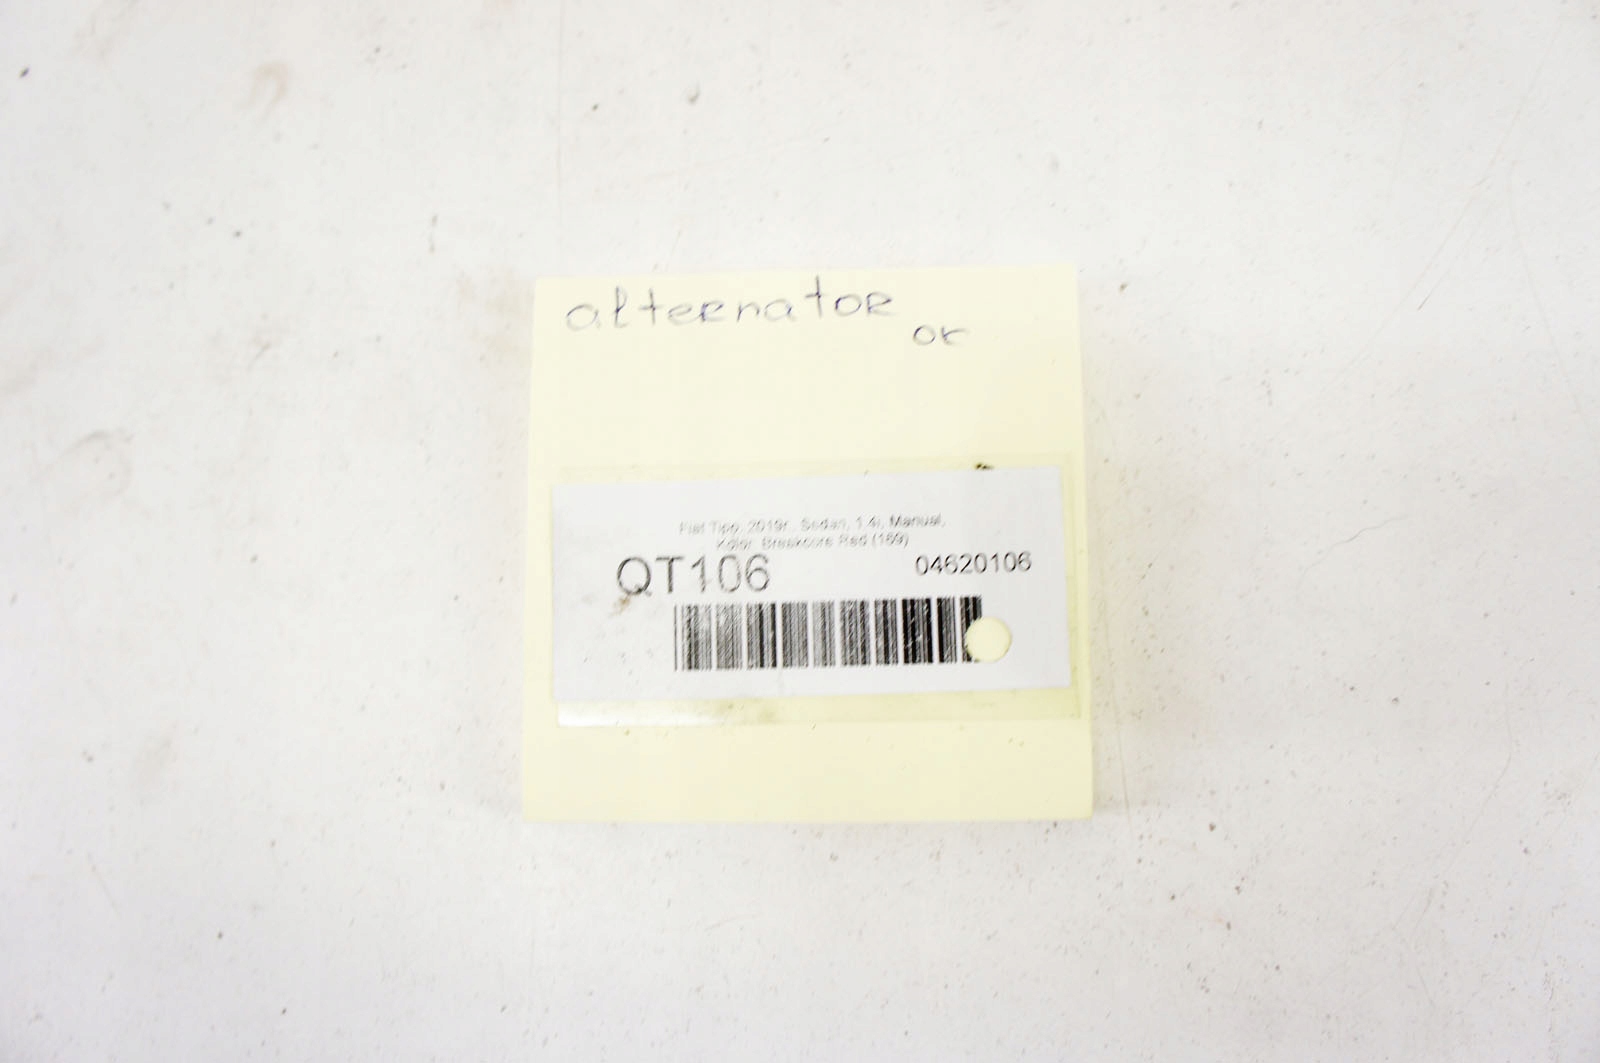 alternator
ok
Fiat Tipo, 2019r., Sedan, 1.4i, Manual,
Kolor: Breakcore Red (169)
QT106
04620106